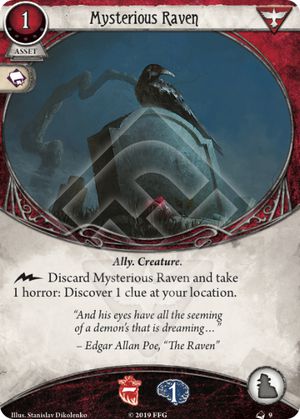 1
Mysterious Raven
ASSET
Ally. Creature.
Discard Mysterious Raven and take
1 horror: Discover 1 clue at your location.
"And his eyes have all the seeming
of a demon's that is dreaming…"
– Edgar Allan Poe, "The Raven"
1
Illus. Stanislav Dikolenko
© 2019 FFG
9